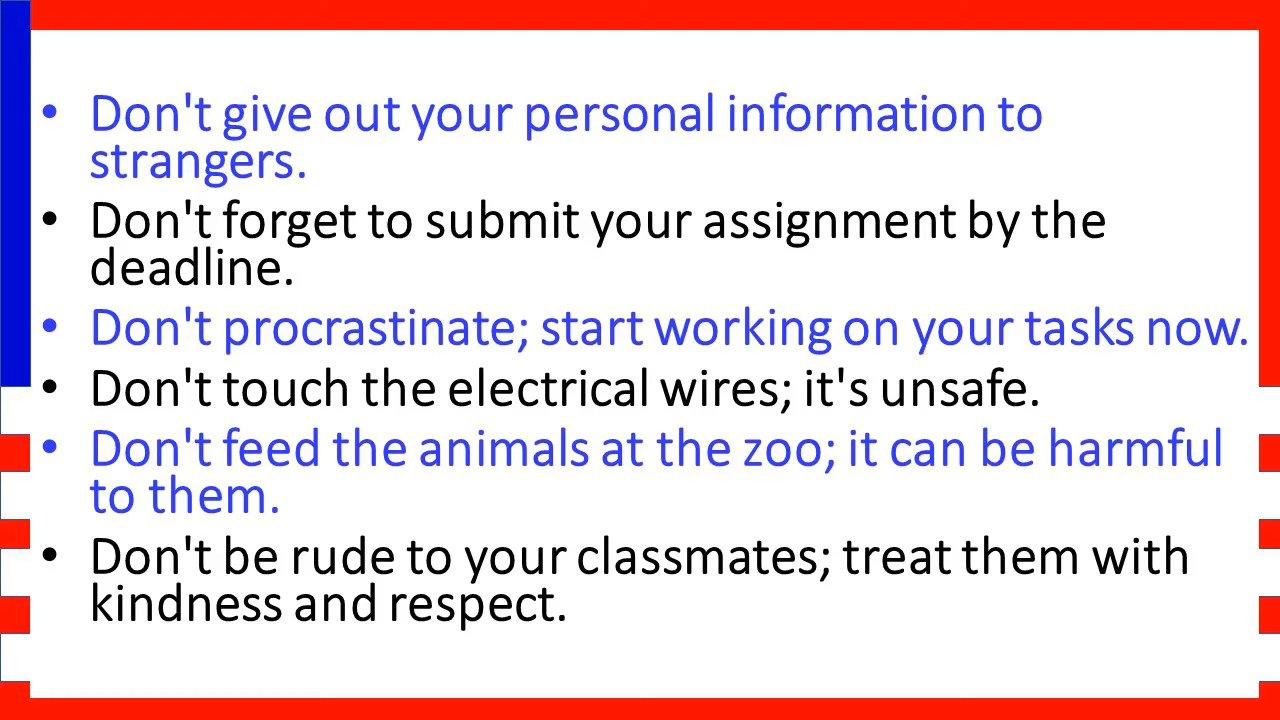 • Don't give out your personal information to
strangers.
• Don't forget to submit your assignment by the
deadline.
• Don't procrastinate; start working on your tasks now.
• Don't touch the electrical wires; it's unsafe.
• Don't feed the animals at the zoo; it can be harmful
to them.
• Don't be rude to your classmates; treat them with
kindness and respect.